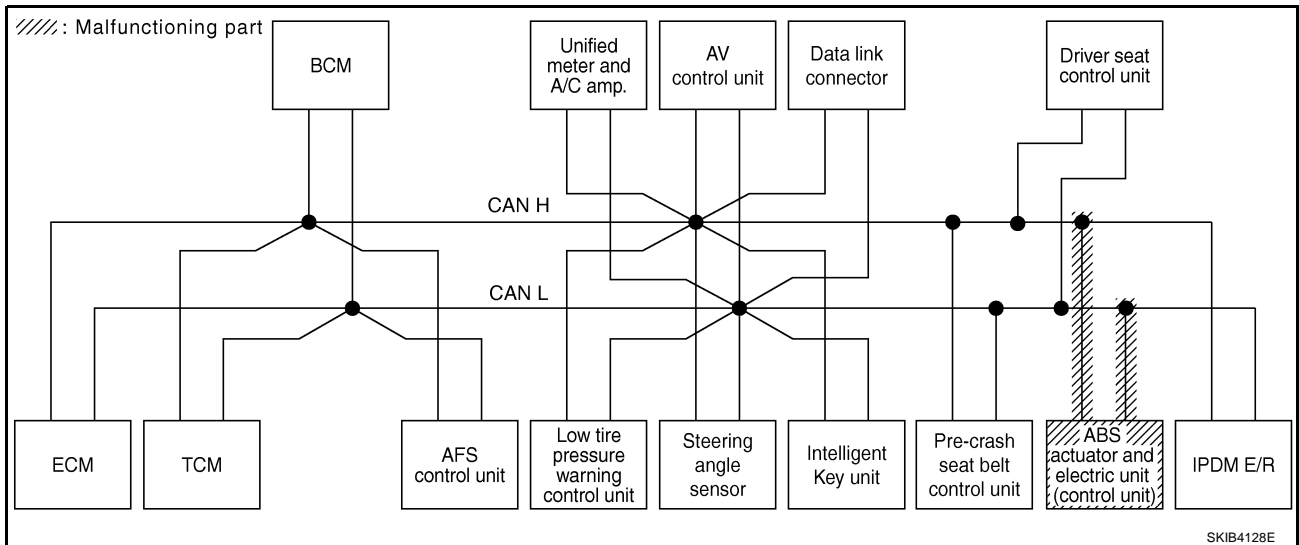 : Malfunctioning part
BCM
Unified
meter and
A/C amp.
AV
control unit
Data link
connector
Driver seat
control unit
CAN H
CAN L
ECM
TCM
AFS
control unit
Low tire
pressure
warning
control unit
Steering
angle
sensor
Intelligent
Key unit
Pre-crash
seat belt
control unit
ABS
actuator and
electric unit
(control unit)
IPDM E/R
SKIB4128E